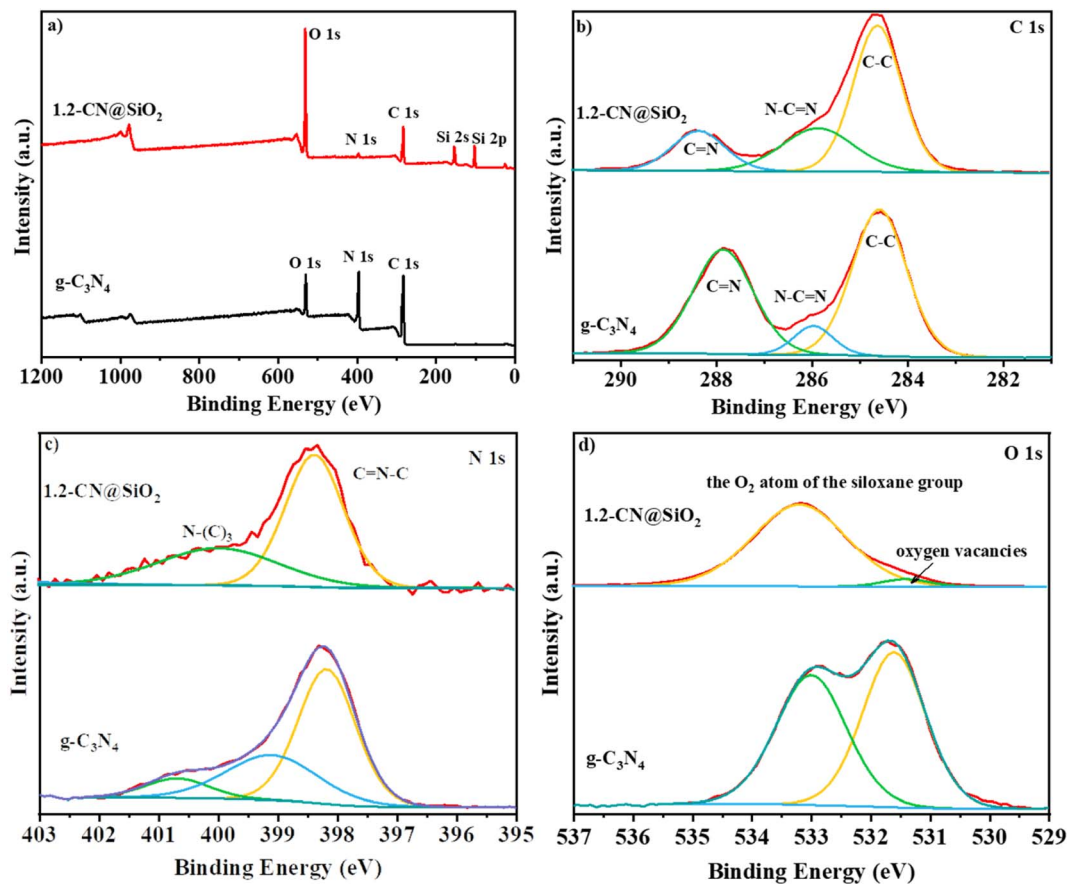 a)
O 1s
1.2-CN@SiO₂
N 1s
C 1s
Si 2s
Si 2p
O 1s
N 1s
C 1s
g-C₃N₄
Intensity (a.u.)
1200 1000 800 600 400 200 0
Binding Energy (eV)
b)
C 1s
C-C
1.2-CN@SiO₂
N-C=N
C=N
C-C
C=N
N-C=N
g-C₃N₄
Intensity (a.u.)
290 288 286 284 282
Binding Energy (eV)
c)
N 1s
C=N-C
1.2-CN@SiO₂
N-(C)₃
g-C₃N₄
Intensity (a.u.)
403 402 401 400 399 398 397 396 395
Binding Energy (eV)
d)
O 1s
the O₂ atom of the siloxane group
1.2-CN@SiO₂
oxygen vacancies
g-C₃N₄
Intensity (a.u.)
537 536 535 534 533 532 531 530 529
Binding Energy (eV)